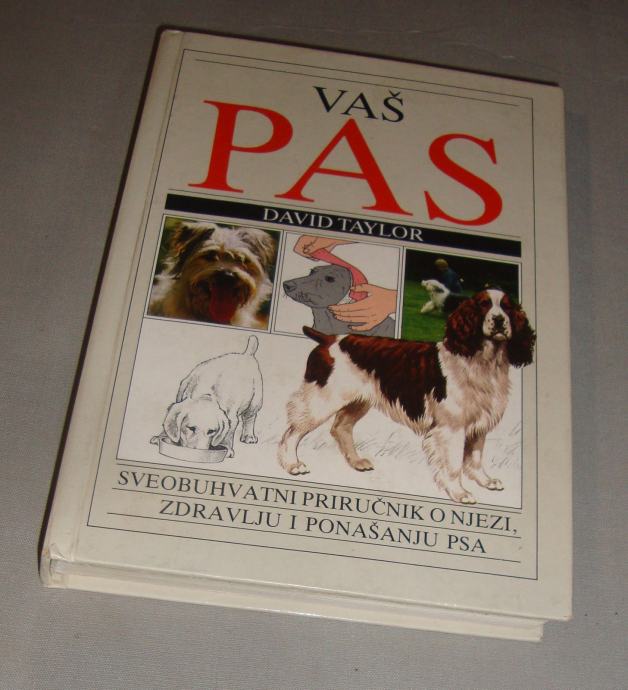 VAŠ
PAS
DAVID TAYLOR
SVEOBUHVATNI PRIRUČNIK O NJEZI,
ZDRAVLJU I PONAŠANJU PSA